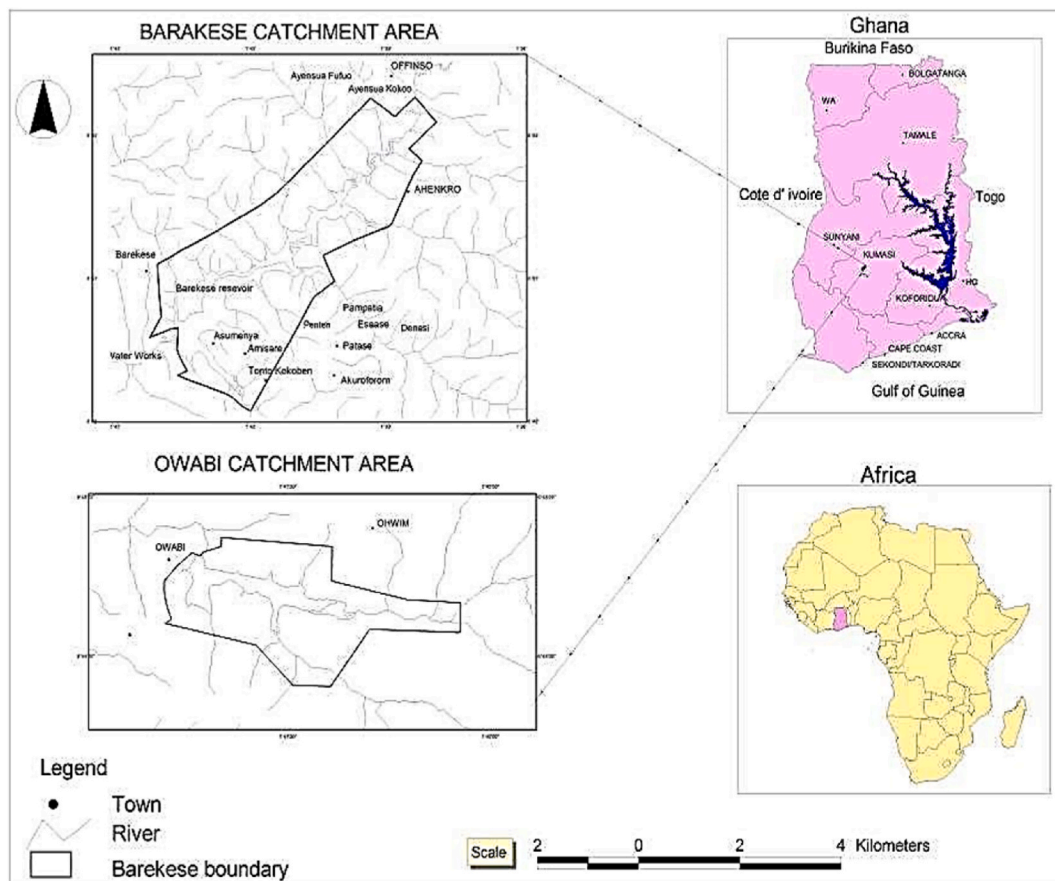 BARAKESE CATCHMENT AREA
OFFINSO
Ayensua Fufuo
Ayensua Kokoo
AHENKRO
Barekese
Barekese resevoir
Pampatia
Penten
Esease
Denasi
Asumenya
Amisare
Patase
Water Works
Tonto Kokoben
Akuroforom
OWABI CATCHMENT AREA
OHWIM
OWABI
Ghana
Burikina Faso
BOLGATANGA
WA
TAMALE
Cote d' ivoire
Togo
SUNYANI
KUMASI
HO
KOFORIDUA
ACCRA
CAPE COAST
SEKONDI/TARKORADI
Gulf of Guinea
Africa
Legend
Town
River
Barekese boundary
Scale
2 0 2 4 Kilometers